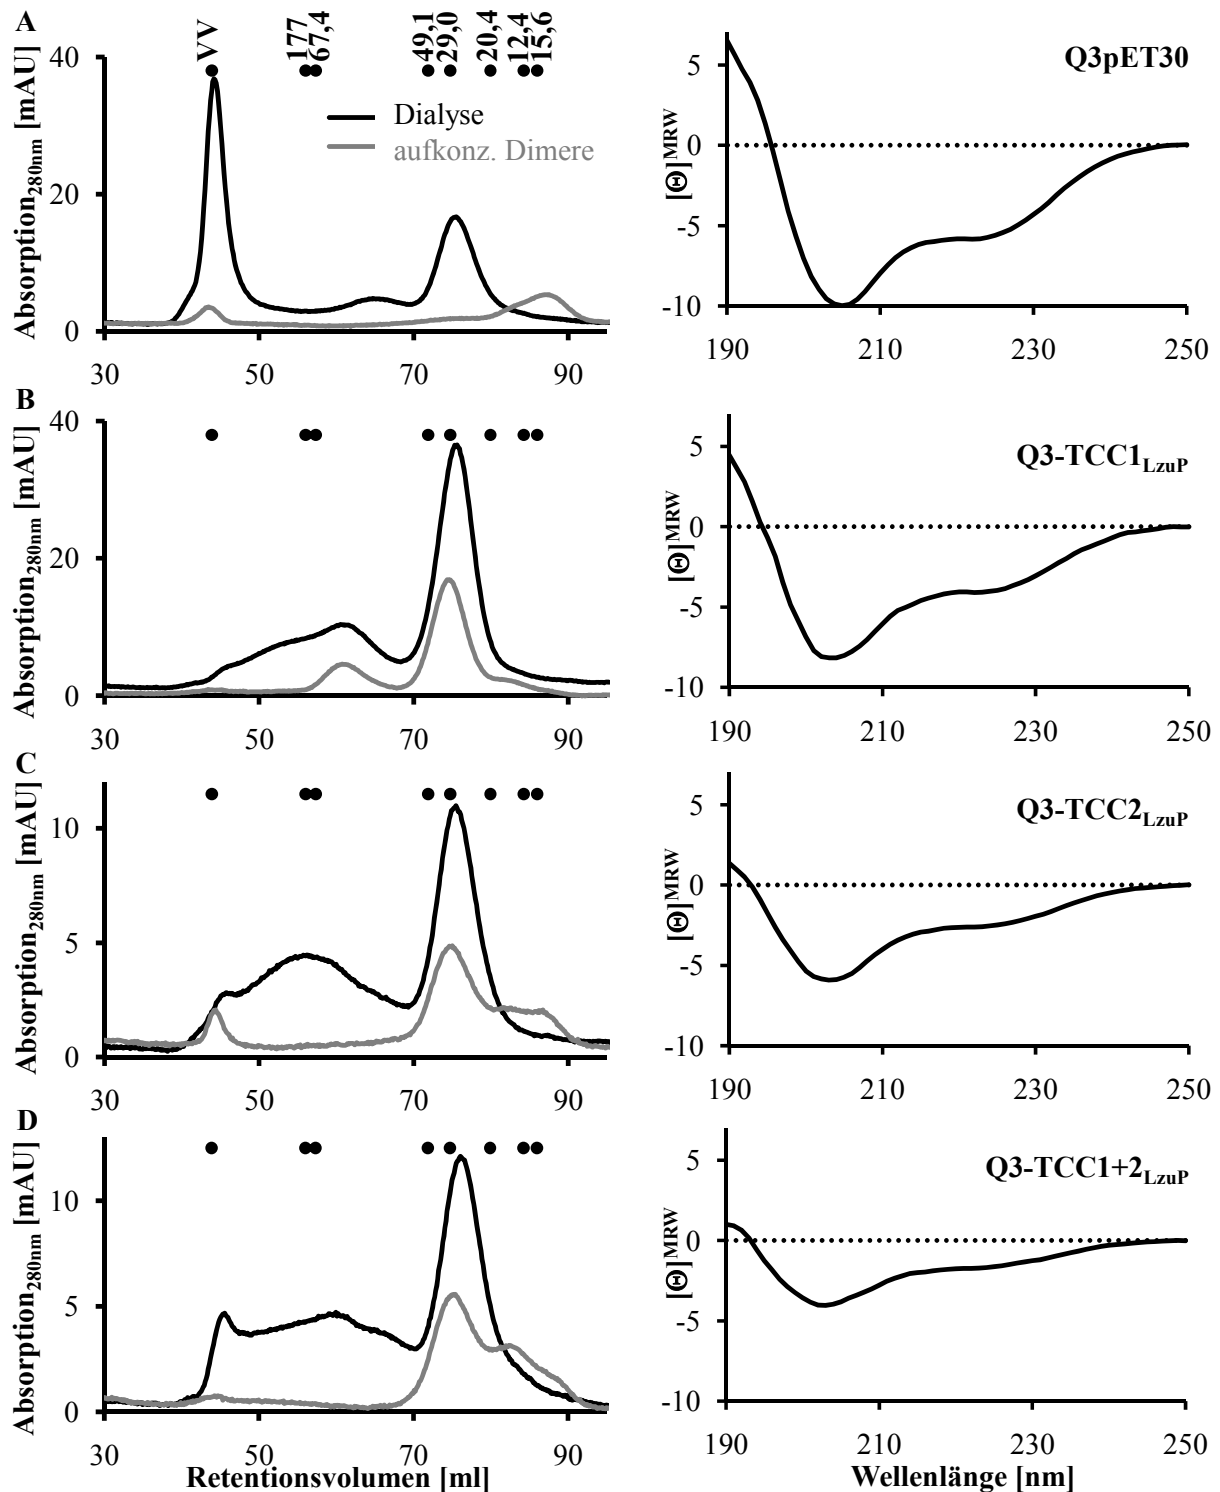 A
VV
177
67,4
49,1
29,0
20,4
12,4
15,6
Dialyse
aufkonz. Dimere
Absorption280nm [mAU]
40
20
0
30 50 70 90
Q3pET30
[Θ]MRW
5
0
-5
-10
190 210 230 250
B
Absorption280nm [mAU]
40
20
0
30 50 70 90
Q3-TCC1LzuP
[Θ]MRW
5
0
-5
-10
190 210 230 250
C
Absorption280nm [mAU]
10
5
0
30 50 70 90
Q3-TCC2LzuP
[Θ]MRW
5
0
-5
-10
190 210 230 250
D
Absorption280nm [mAU]
10
5
0
30 50 70 90
Retentionsvolumen [ml]
Q3-TCC1+2LzuP
[Θ]MRW
5
0
-5
-10
190 210 230 250
Wellenlänge [nm]